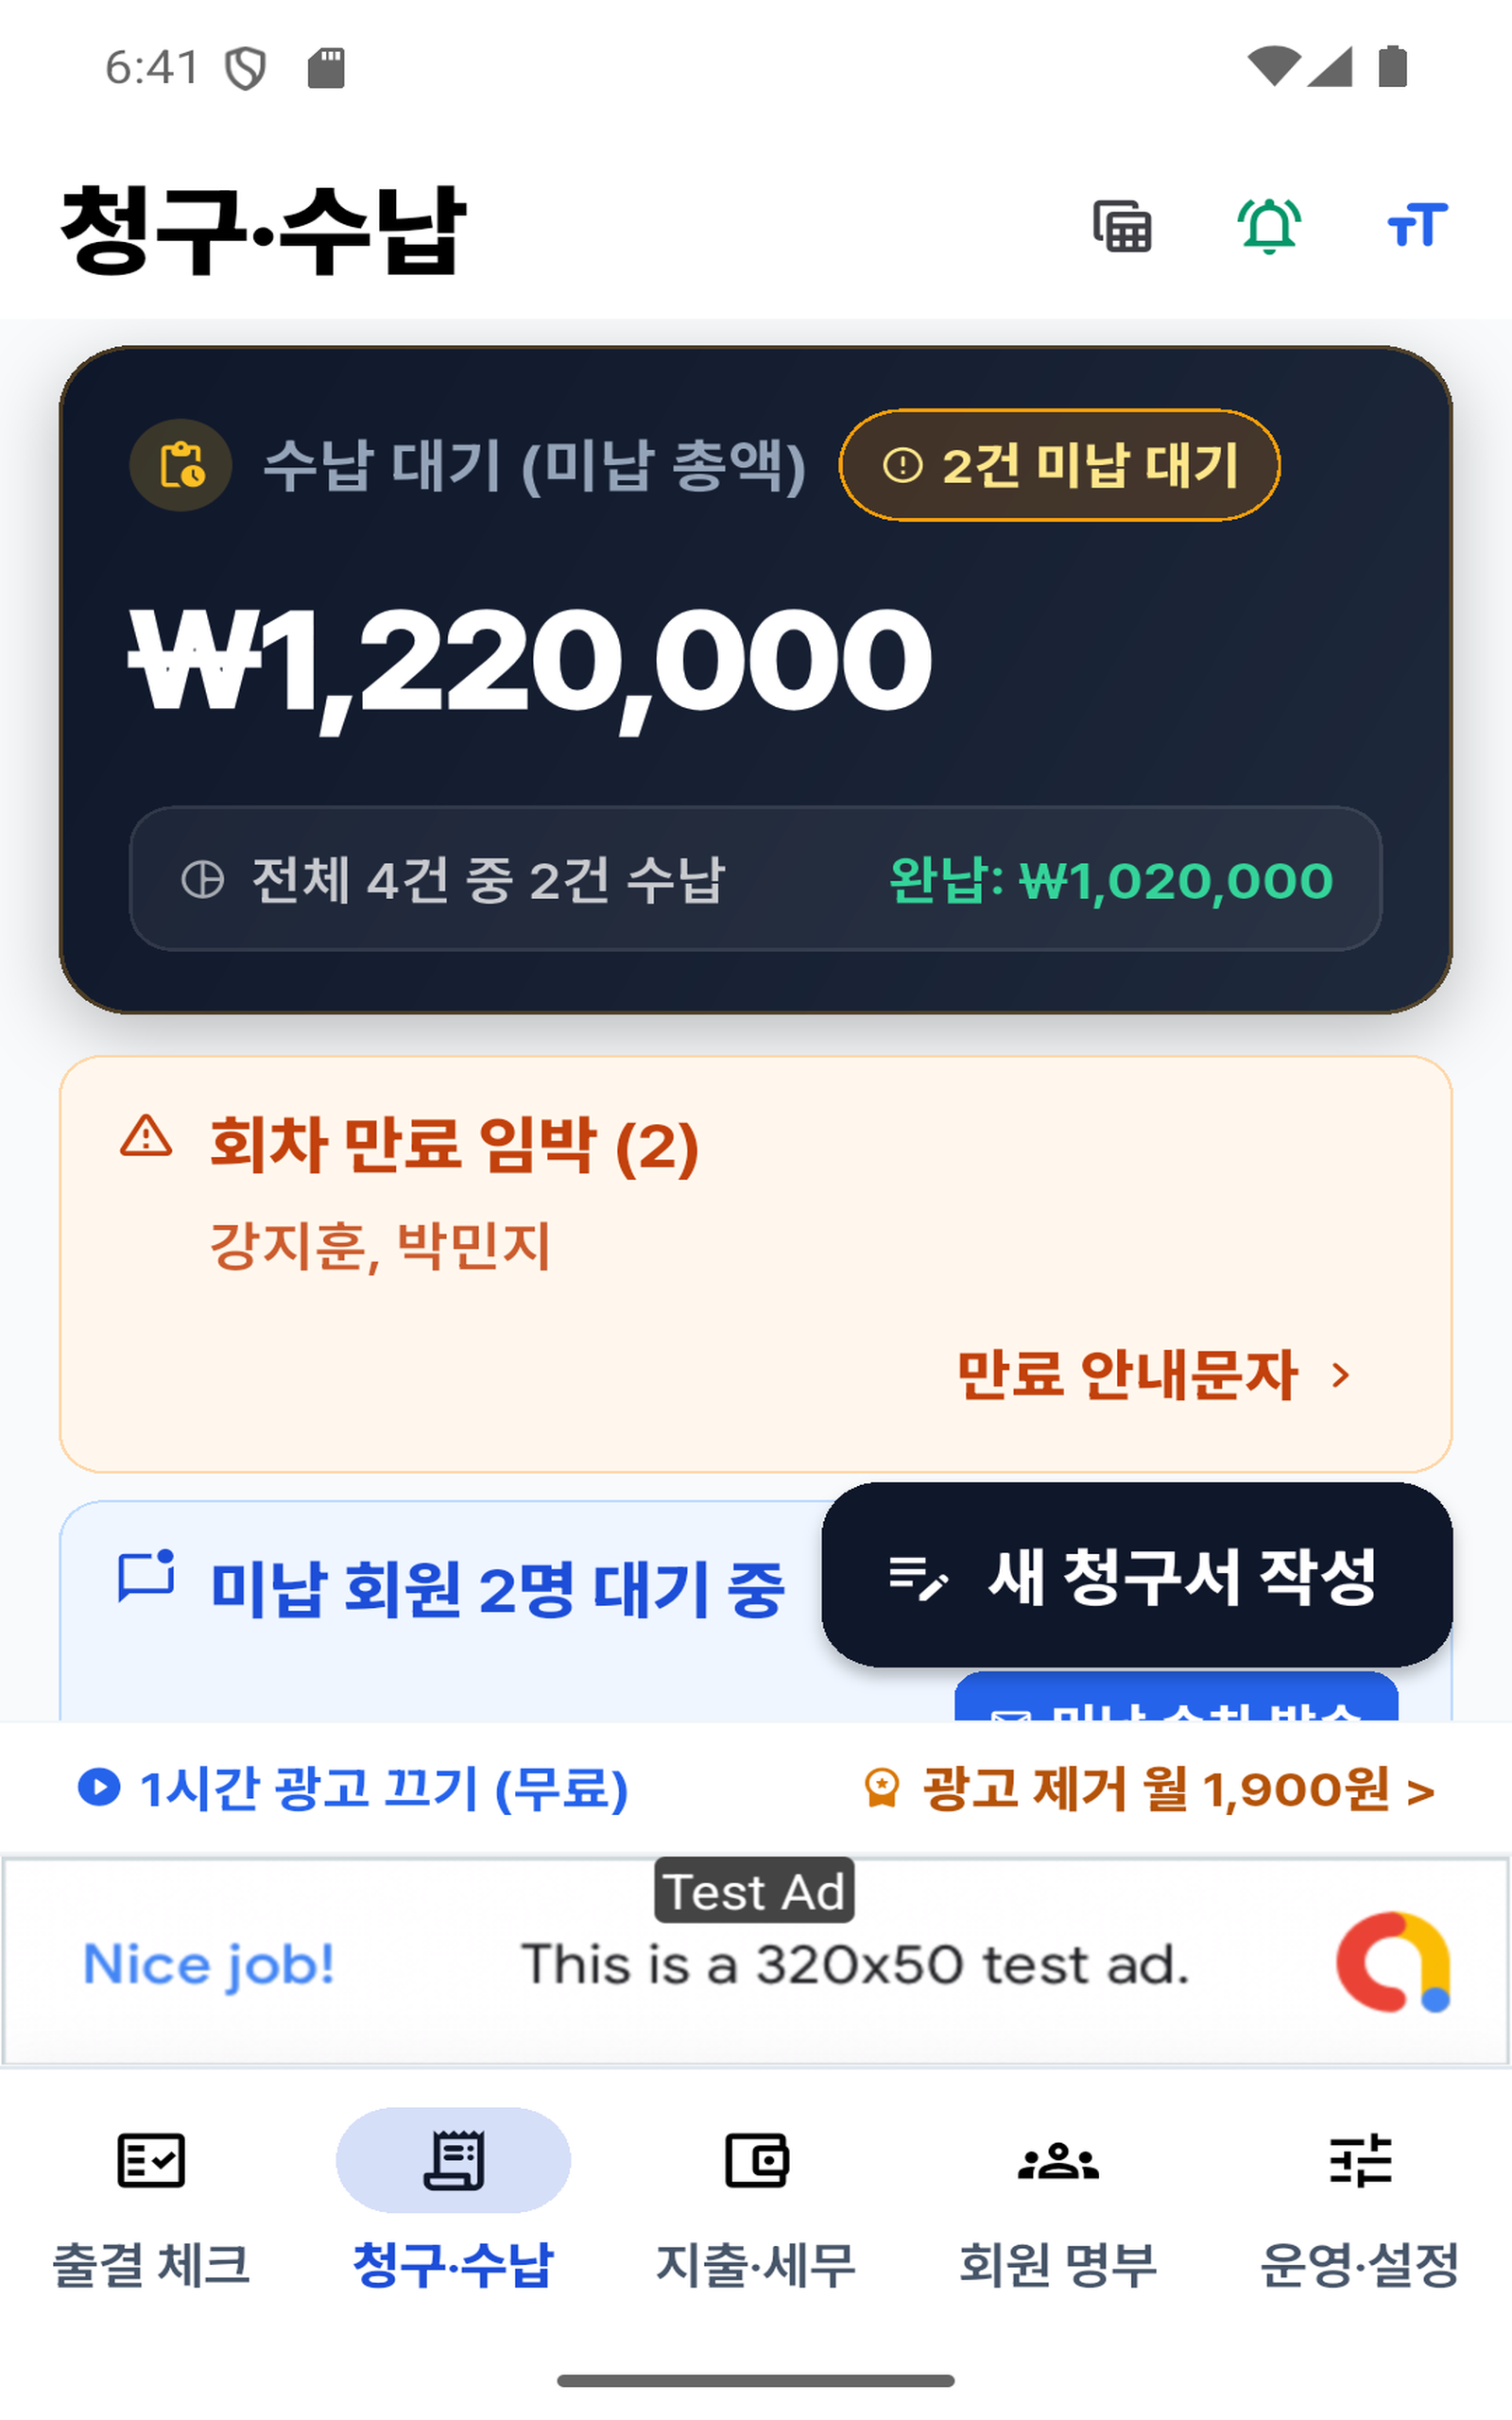 6:41
청구·수납
수납 대기 (미납 총액)
2건 미납 대기
₩1,220,000
전체 4건 중 2건 수납
완납: ₩1,020,000
회차 만료 임박 (2)
강지훈, 박민지
만료 안내문자 >
미납 회원 2명 대기 중
새 청구서 작성
1시간 광고 끄기 (무료)
광고 제거 월 1,900원 >
Test Ad
Nice job!
This is a 320x50 test ad.
출결 체크
청구·수납
지출·세무
회원 명부
운영·설정